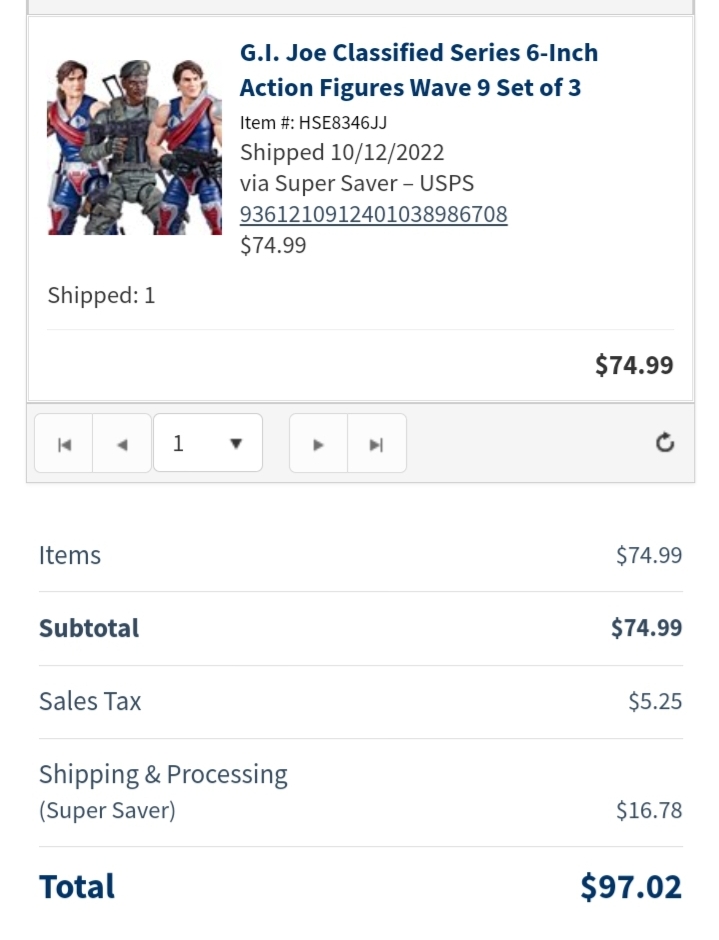 G.I. Joe Classified Series 6-Inch
Action Figures Wave 9 Set of 3
Item #: HSE8346JJ
Shipped 10/12/2022
via Super Saver – USPS
9361210912401038986708
$74.99
Shipped: 1
$74.99
1
Items $74.99
Subtotal $74.99
Sales Tax $5.25
Shipping & Processing
(Super Saver) $16.78
Total $97.02